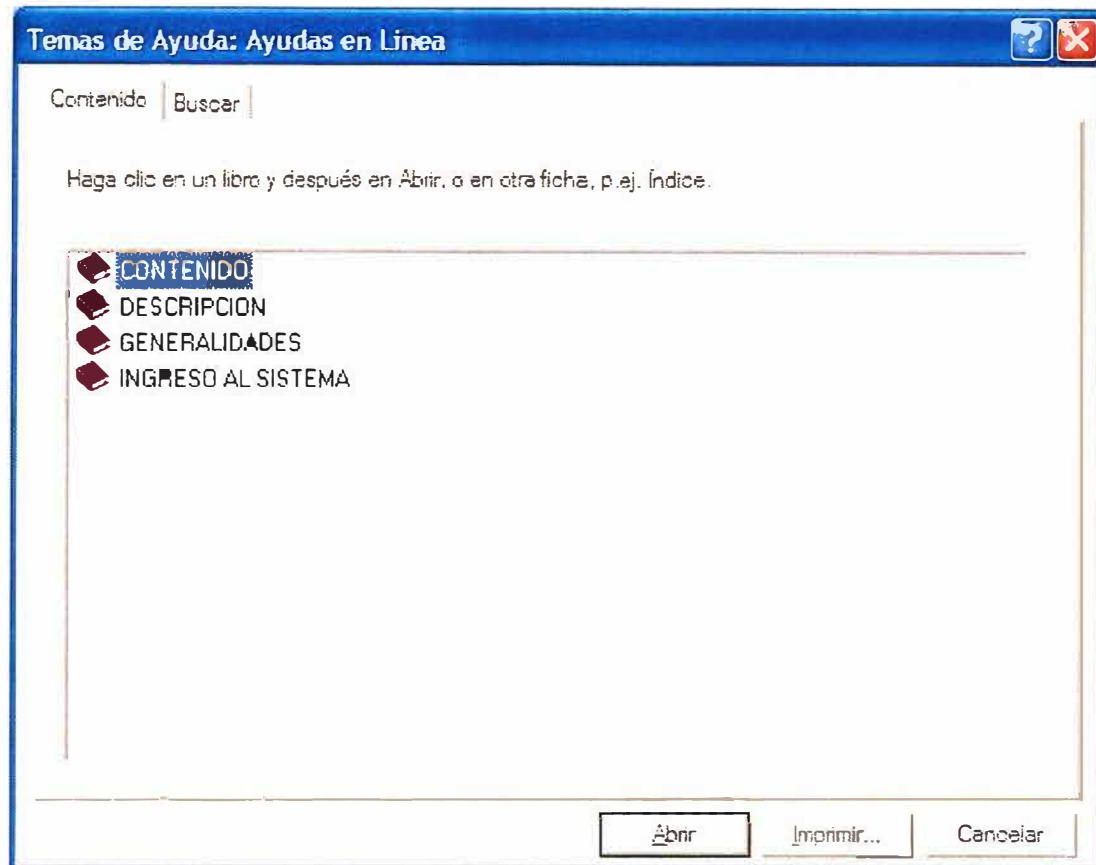 Temas de Ayuda: Ayudas en Linea
Contenido Buscar
Haga clic en un libro y después en Abrir, o en otra ficha, p.ej. Índice.
CONTENIDO
DESCRIPCION
GENERALIDADES
INGRESO AL SISTEMA
Abrir Imprimir... Cancelar